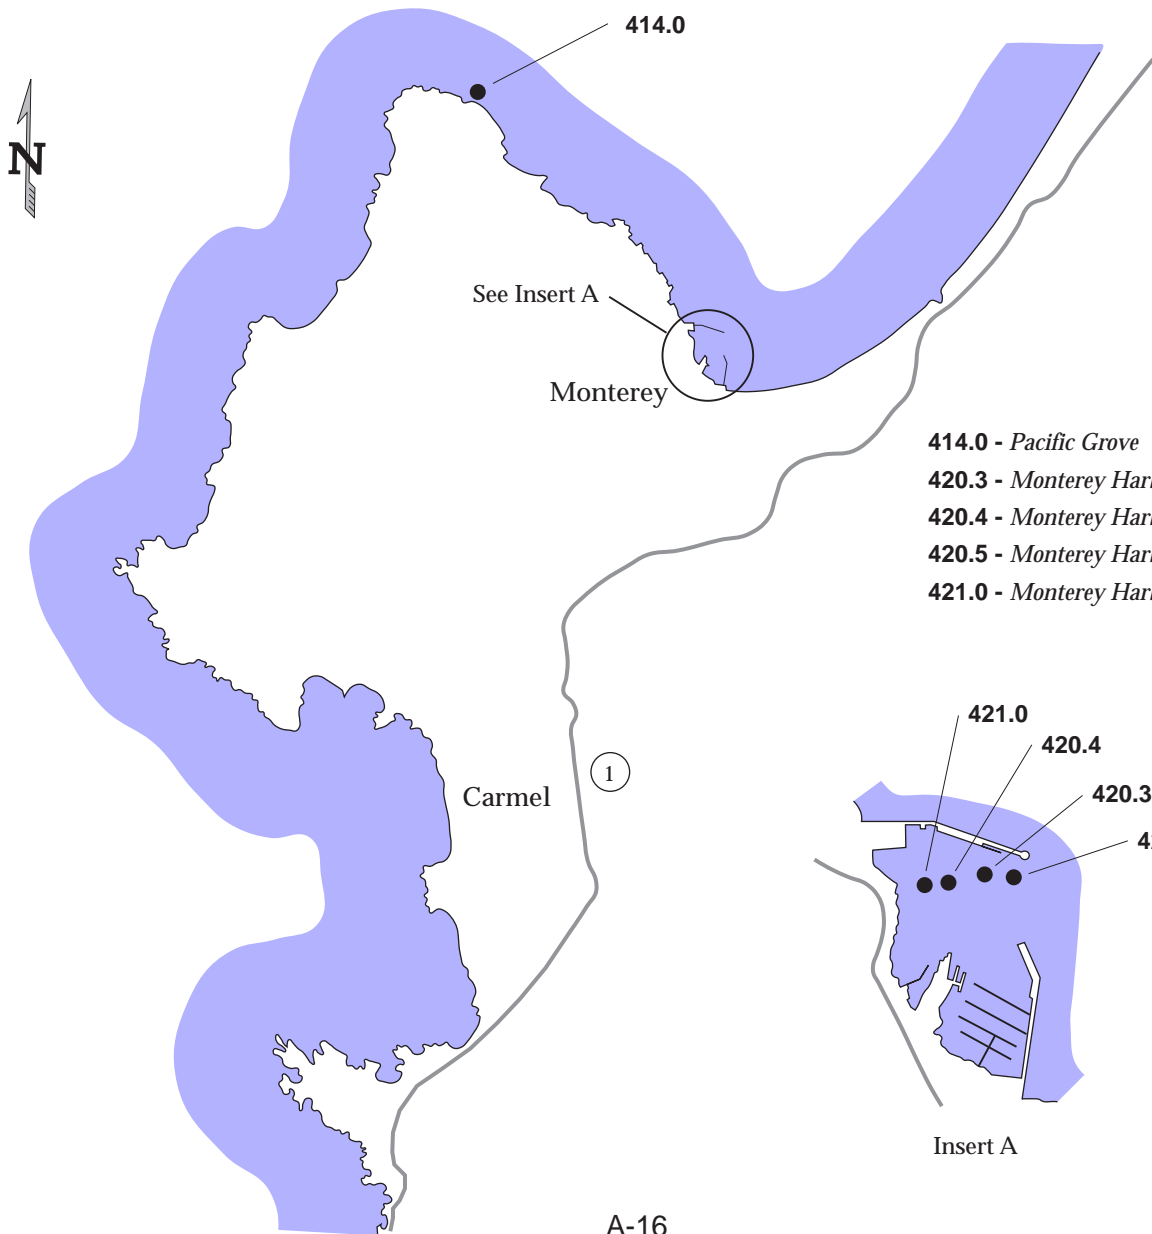 414.0
N
See Insert A
Monterey
414.0 - Pacific Grove
420.3 - Monterey
420.4 - Monterey
420.5 - Monterey
421.0 - Monterey
421.0
420.4
1
Carmel
420.3
Insert A
A-16